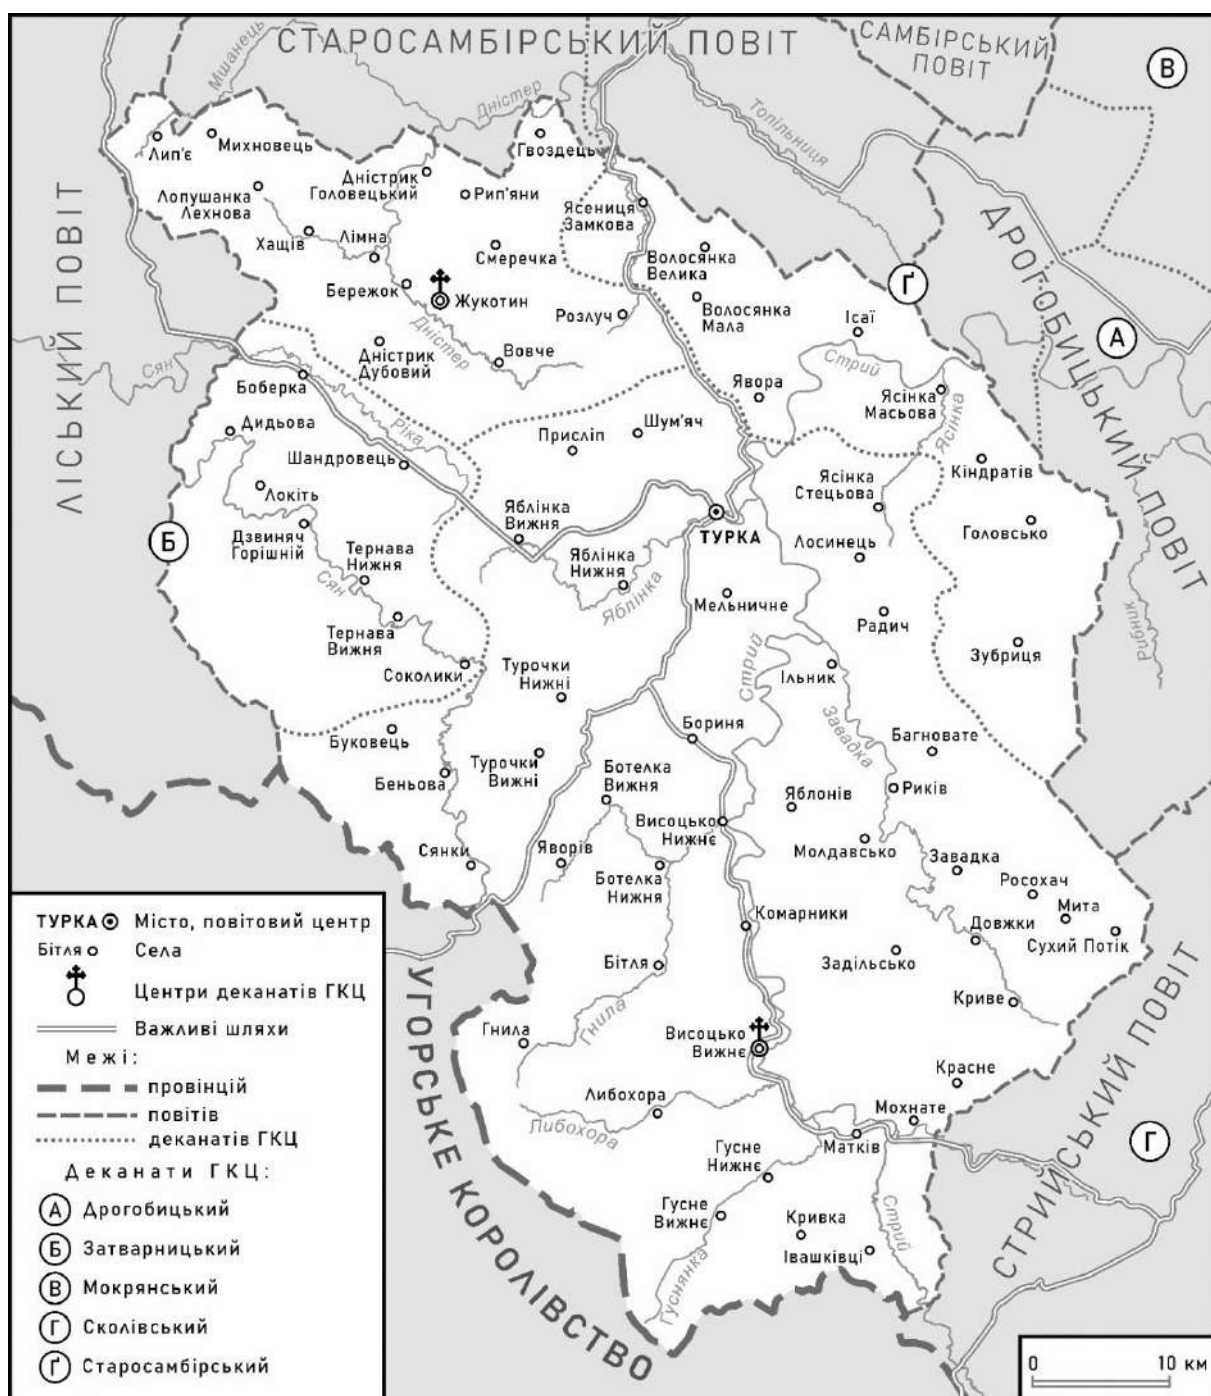 СТАРОСАМБІРСЬКИЙ ПОВІТ
САМБІРСЬКИЙ
ПОВІТ
В
Мшанець
Дністер
Топільниця
Лип'є
Михновець
Гвоздець
Лопушанка
Лехнова
Дністрик
Головецький
Рип'яни
Ясениця
Замкова
Хащів
Лімна
Смеречка
Волосянка
Велика
ДРОГОБИЦЬКИЙ ПОВІТ
ЛІСЬКИЙ ПОВІТ
Бережок
Жукотин
Розлуч
Волосянка
Мала
Ґ
Ісаї
А
Сян
Дністрик
Дубовий
Дністер
Вовче
Стрий
Боберка
Явора
Ясінка
Масьова
Ясінка
Дидьова
Ріка
Присліп
Шум'яч
Шандровець
Кіндратів
Локіть
Ясінка
Стецьова
Яблінка
Вижня
ТУРКА
Головсько
Б
Дзвиняч
Горішній
Тернава
Нижня
Яблінка
Нижня
Яблінка
Лосинець
Сян
Мельничне
Радич
Рибник
Тернава
Вижня
Зубриця
Соколики
Турочки
Нижні
Стрий
Ільник
Завадка
Буковець
Бориня
Багновате
Беньова
Турочки
Вижні
Ботелка
Вижня
Яблонів
Риків
Високо
Нижнє
Сянки
Яворів
Ботелка
Нижня
Молдавсько
Завадка
Росохач
Мита
Сухий Потік
Комарники
Довжки
Задільсько
Бітля
Криве
Гнила
Гнила
Висоцько
Вижнє
Красне
Либохора
Либохора
Мохнате
Матків
Гусне
Нижнє
Гусне
Вижнє
Кривка
Івашківці
Стрий
Гуснянка
Г
СТРИЙСЬКИЙ ПОВІТ
УГОРСЬКЕ КОРОЛІВСТВО
ТУРКА Місто, повітовий центр
Бітля Села
Центри деканатів ГКЦ
Важливі шляхи
Межі:
провінцій
повітів
деканатів ГКЦ
Деканати ГКЦ:
А Дрогобицький
Б Затварницький
В Мокрянський
Г Сколівський
Ґ Старосамбірський
0 10 км